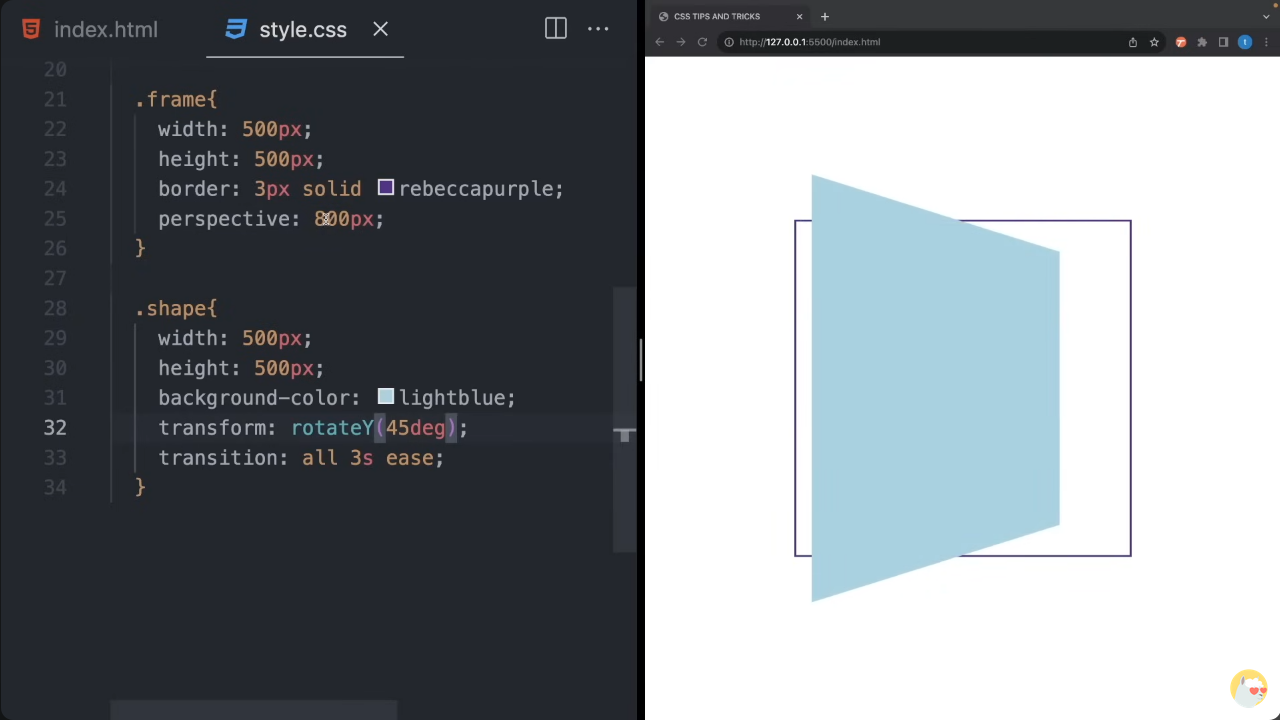 index.html
style.css
20
21 .frame{
22 width: 500px;
23 height: 500px;
24 border: 3px solid rebeccapurple;
25 perspective: 800px;
26 }
27
28 .shape{
29 width: 500px;
30 height: 500px;
31 background-color: lightblue;
32 transform: rotateY(45deg);
33 transition: all 3s ease;
34 }
CSS TIPS AND TRICKS
http://127.0.0.1:5500/index.html